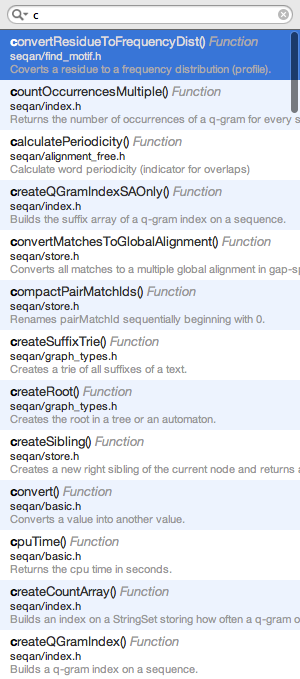 c
convertResidueToFrequencyDist() Function
seqan/find_motif.h
Coverts a residue to a frequency distribution (profile).
countOccurrencesMultiple() Function
seqan/index.h
Returns the number of occurrences of a q-gram for every s
calculatePeriodicity() Function
seqan/alignment_free.h
Calculate word periodicity (indicator for overlaps)
createQGramIndexSAOnly() Function
seqan/index.h
Builds the suffix array of a q-gram index on a sequence.
convertMatchesToGlobalAlignment() Function
seqan/store.h
Converts all matches to a multiple global alignment in gap-sp
compactPairMatchIds() Function
seqan/store.h
Renames pairMatchId sequentially beginning with 0.
createSuffixTrie() Function
seqan/graph_types.h
Creates a trie of all suffixes of a text.
createRoot() Function
seqan/graph_types.h
Creates the root in a tree or an automaton.
createSibling() Function
seqan/store.h
Creates a new right sibling of the current node and returns a
convert() Function
seqan/basic.h
Converts a value into another value.
cpuTime() Function
seqan/basic.h
Returns the cpu time in seconds.
createCountArray() Function
seqan/index.h
Builds an index on a StringSet storing how often a q-gram o
createQGramIndex() Function
seqan/index.h
Builds a q-gram index on a sequence.